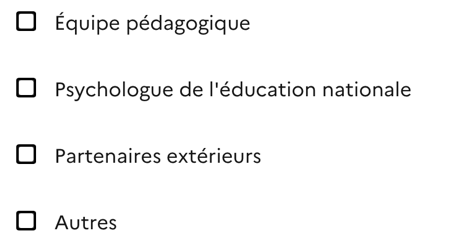 Équipe pédagogique
Psychologue de l'éducation nationale
Partenaires extérieurs
Autres